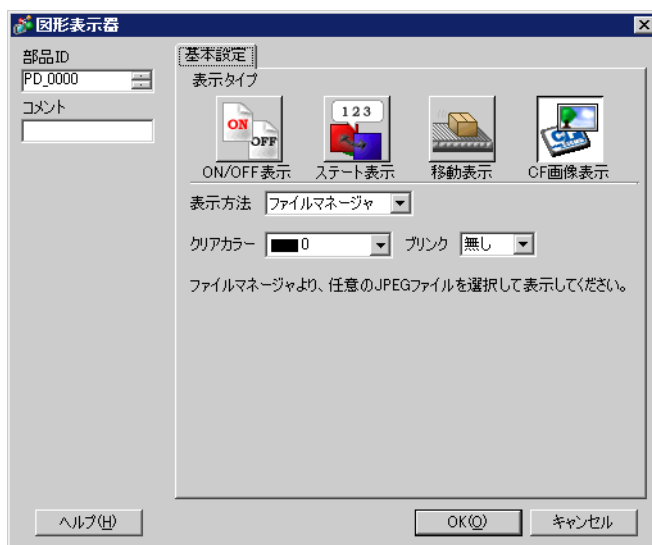 図形表示器
部品ID
PD_0000
コメント
基本設定
表示タイプ
ON
OFF
123
ON/OFF表示 ステート表示 移動表示 CF画像表示
表示方法 ファイルマネージャ
クリアカラー 0 ブリンク 無し
ファイルマネージャより、任意のJPEGファイルを選択して表示してください。
ヘルプ(H) OK(O) キャンセル